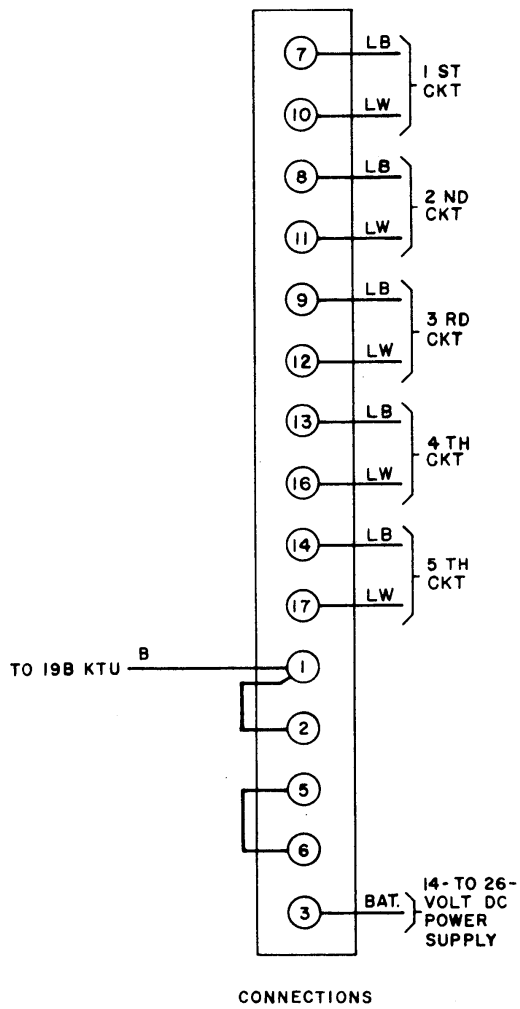 7 LB
1 ST
CKT
10 LW
8 LB
2 ND
CKT
11 LW
9 LB
3 RD
CKT
12 LW
13 LB
4 TH
CKT
16 LW
14 LB
5 TH
CKT
17 LW
TO 19B KTU B 1
2
5
6
3 BAT.
14- TO 26-
VOLT DC
POWER
SUPPLY
CONNECTIONS